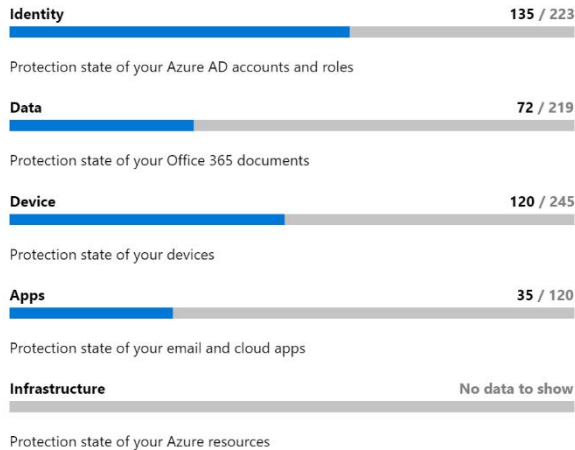 Identity 135 / 223
Protection state of your Azure AD accounts and roles
Data 72 / 219
Protection state of your Office 365 documents
Device 120 / 245
Protection state of your devices
Apps 35 / 120
Protection state of your email and cloud apps
Infrastructure No data to show
Protection state of your Azure resources